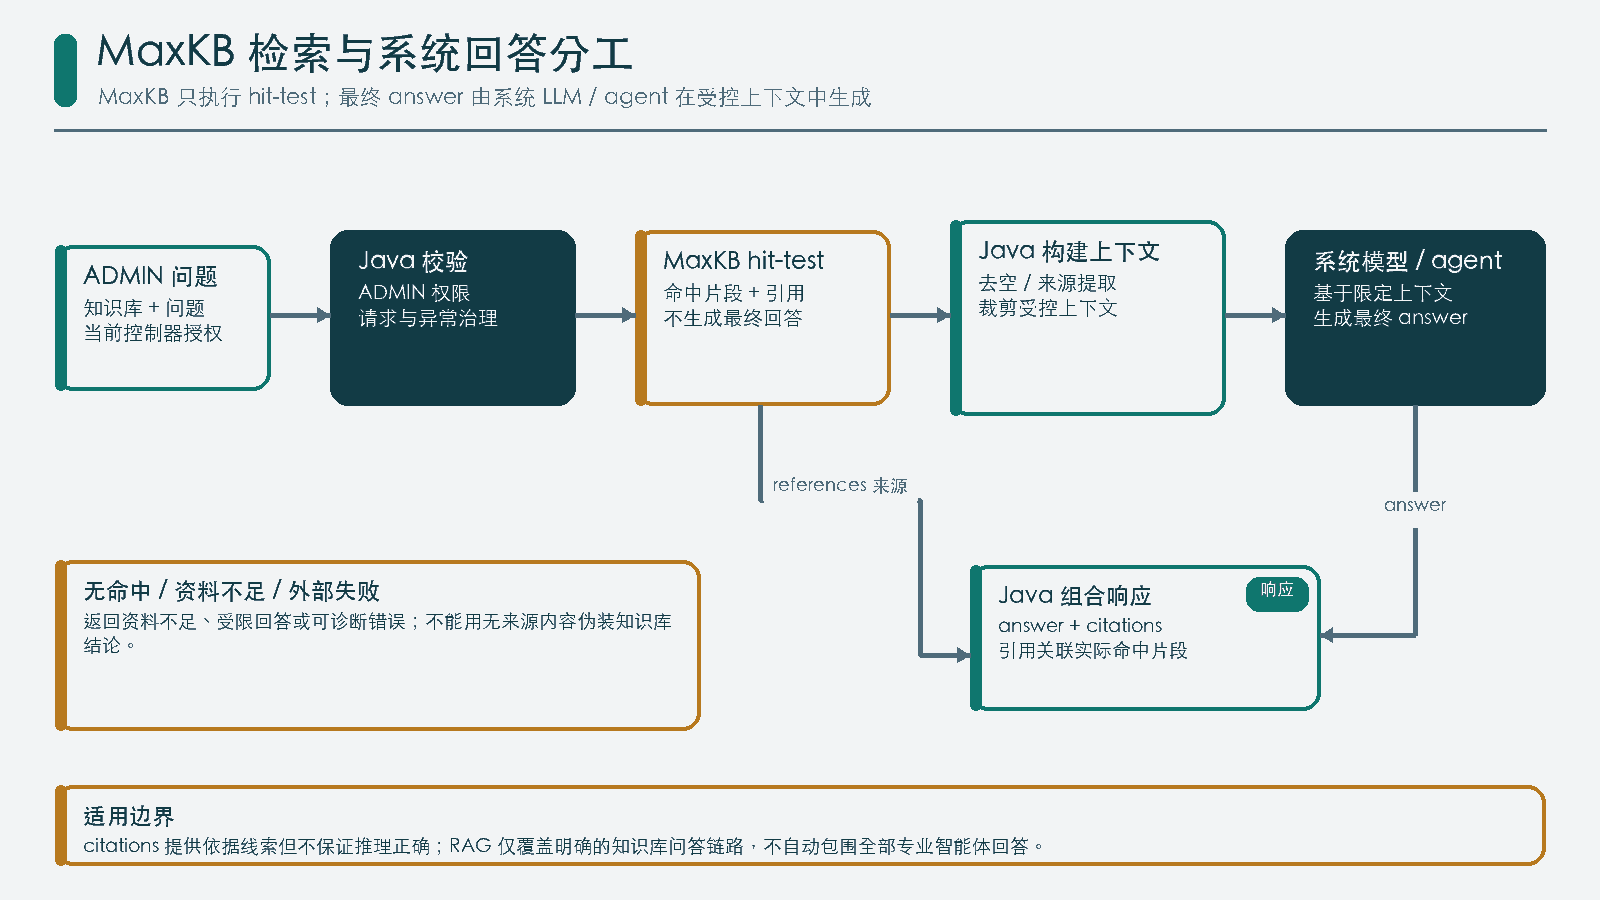 MaxKB 检索与系统回答分工
MaxKB 只执行 hit-test；最终 answer 由系统 LLM / agent 在受控上下文中生成
ADMIN 问题
知识库 + 问题
当前控制器授权
Java 校验
ADMIN 权限
请求与异常治理
MaxKB hit-test
命中片段 + 引用
不生成最终回答
Java 构建上下文
去空 / 来源提取
裁剪受控上下文
系统模型 / agent
基于限定上下文
生成最终 answer
references 来源
answer
无命中 / 资料不足 / 外部失败
返回资料不足、受限回答或可诊断错误；不能用无来源内容伪装知识库
结论。
Java 组合响应
响应
answer + citations
引用关联实际命中片段
适用边界
citations 提供依据线索但不保证推理正确；RAG 仅覆盖明确的知识库问答链路，不自动包围全部专业智能体回答。